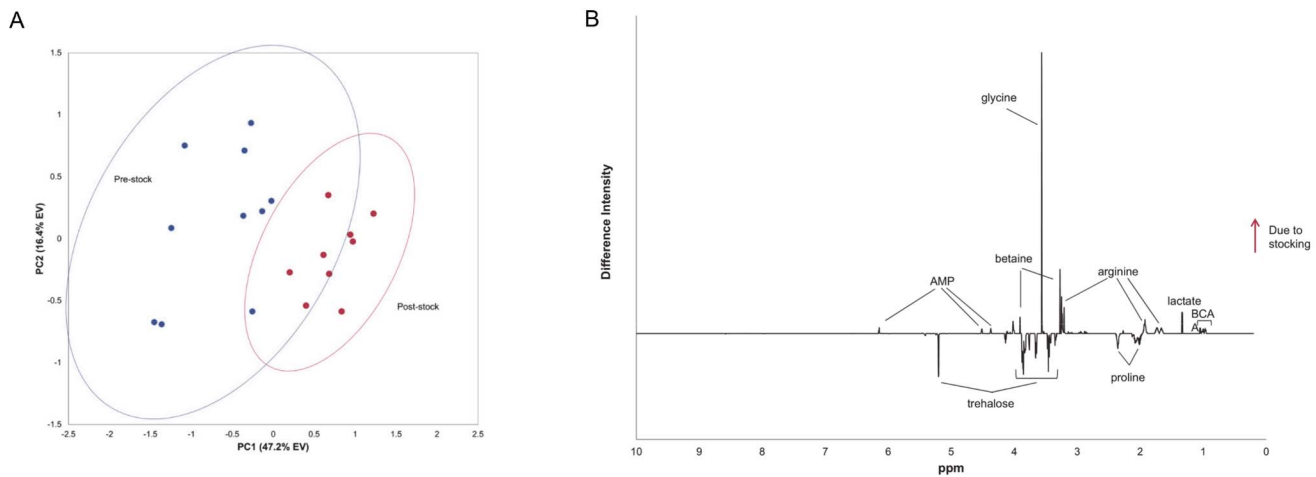 A
1.5
1
0.5
0
-0.5
-1
-1.5
-2.5
-2
-1.5
-1
-0.5
0
0.5
1
1.5
2
2.5
PC2 (16.4% EV)
PC1 (47.2% EV)
Pre-stock
Post-stock
B
Difference Intensity
glycine
betaine
AMP
arginine
lactate
BCA
A
trehalose
proline
Due to
stocking
10
9
8
7
6
5
4
3
2
1
0
ppm